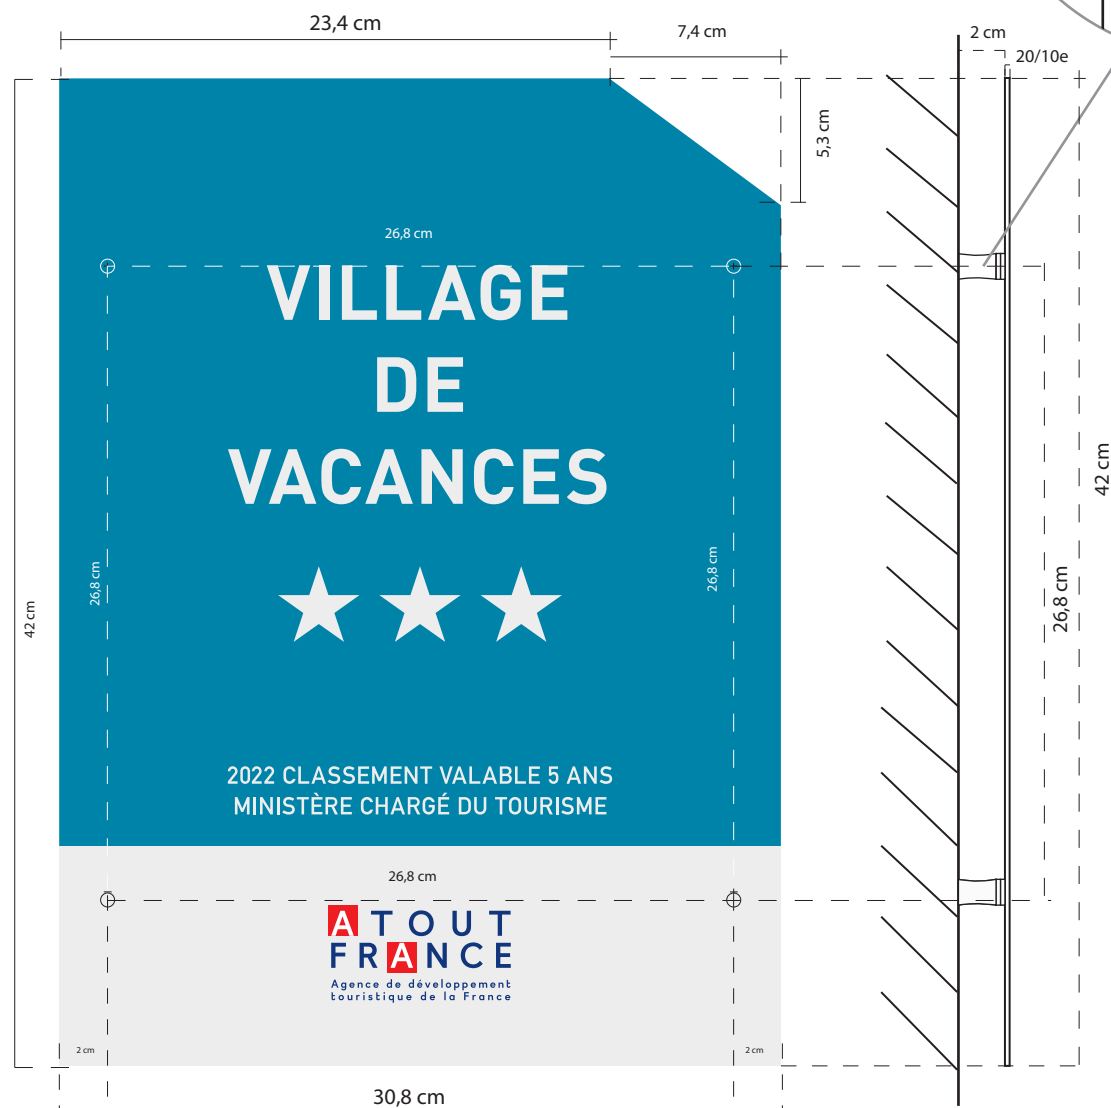 23,4 cm
7,4 cm
2 cm
20/10e
5,3 cm
26,8 cm
VILLAGE
DE
VACANCES
42 cm
26,8 cm
26,8 cm
26,8 cm
42 cm
2022 CLASSEMENT VALABLE 5 ANS
MINISTÈRE CHARGÉ DU TOURISME
26,8 cm
ATOUT
FRANCE
Agence de développement
touristique de la France
2 cm
2 cm
30,8 cm